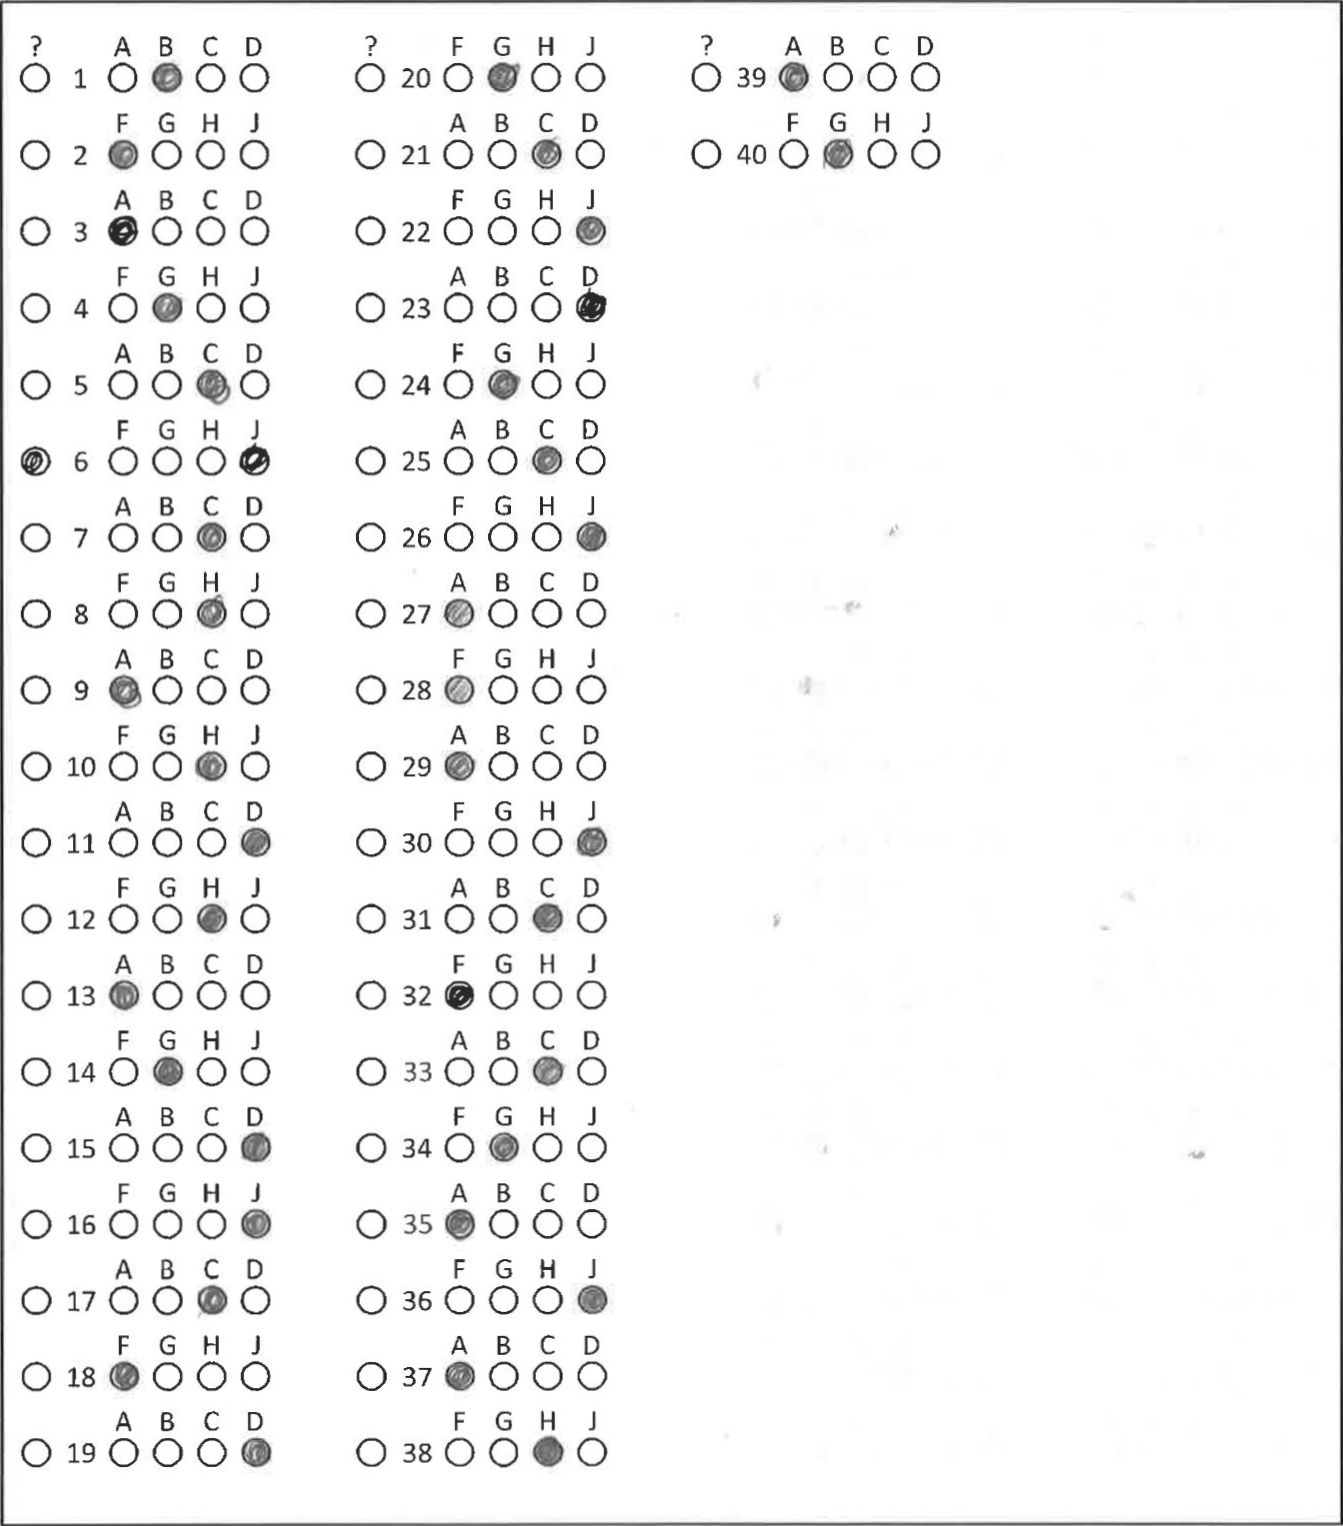 ? A B C D
1
F G H J
2
A B C D
3
F G H J
4
A B C D
5
F G H J
6
A B C D
7
F G H J
8
A B C D
9
F G H J
10
A B C D
11
F G H J
12
A B C D
13
F G H J
14
A B C D
15
F G H J
16
A B C D
17
F G H J
18
A B C D
19
? F G H J
20
A B C D
21
F G H J
22
A B C D
23
F G H J
24
A B C D
25
F G H J
26
A B C D
27
F G H J
28
A B C D
29
F G H J
30
A B C D
31
F G H J
32
A B C D
33
F G H J
34
A B C D
35
F G H J
36
A B C D
37
F G H J
38
? A B C D
39
F G H J
40